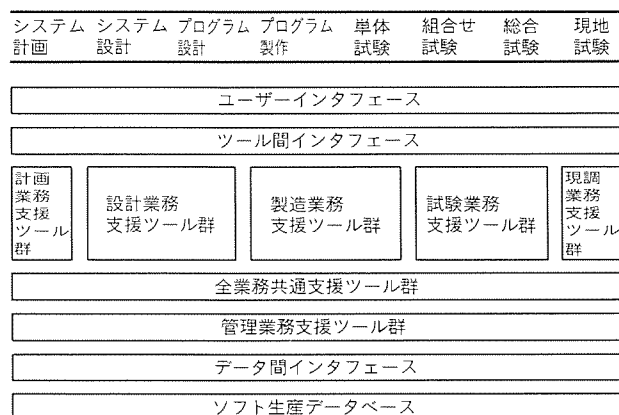 システム計画
システム設計
プログラム設計
プログラム製作
単体試験
組合せ試験
総合試験
現地試験
ユーザーインタフェース
ツール間インタフェース
計画
業務
支援
ツール
群
設計業務
支援ツール群
製造業務
支援ツール群
試験業務
支援ツール群
現調
業務
支援
ツール
群
全業務共通支援ツール群
管理業務支援ツール群
データ間インタフェース
ソフト生産データベース